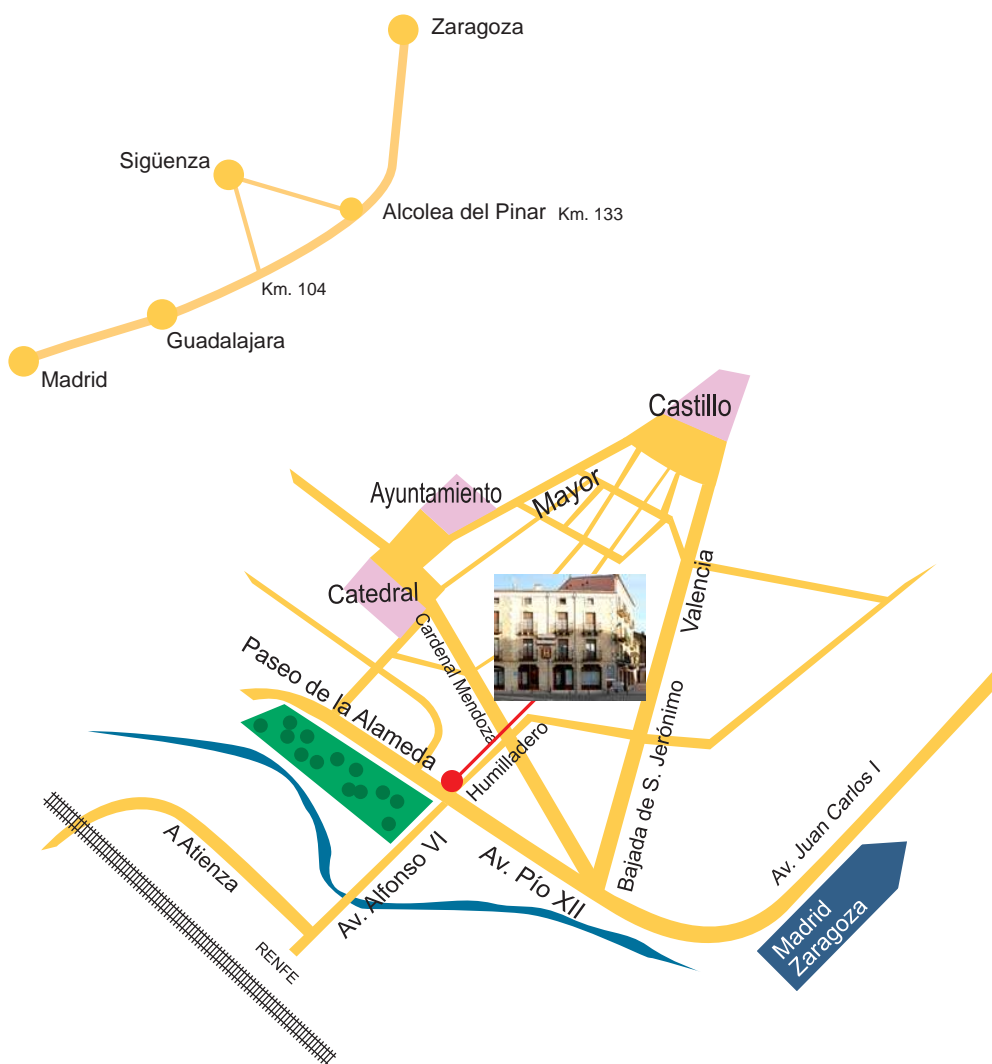 Zaragoza
Sigüenza
Alcolea del Pinar Km. 133
Km. 104
Guadalajara
Madrid
Castillo
Ayuntamiento
Mayor
Catedral
Valencia
Cardenal Mendoza
Paseo de la Alameda
Humilladero
Bajada de S. Jerónimo
Av. Juan Carlos I
A Atienza
Av. Alfonso VI
Av. Pío XII
RENFE
Madrid
Zaragoza